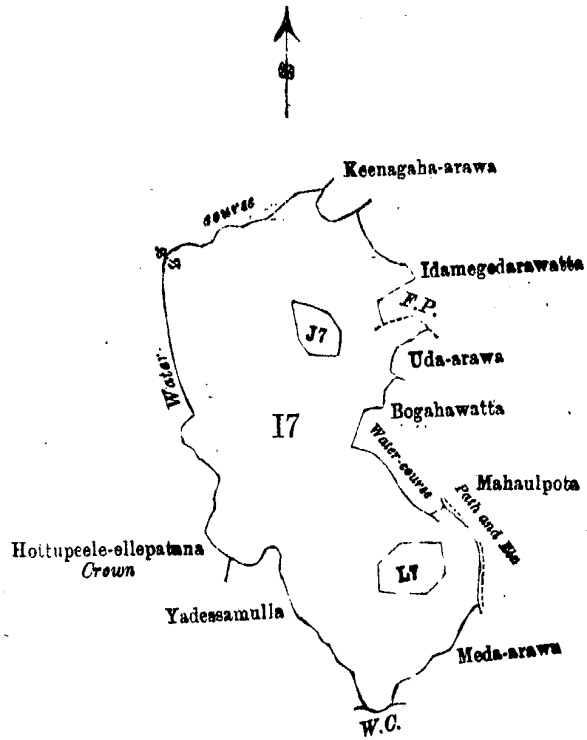 Keenagaha-arawa
course
Idamegedarawatta
F.P.
J7
Uda-arawa
Water-
Bogahawatta
I7
Water-course
Mahaulpota
Path and Ela
Hoitupeele-ellepatana
Crown
L7
Yadessamulla
Meda-arawa
W.C.